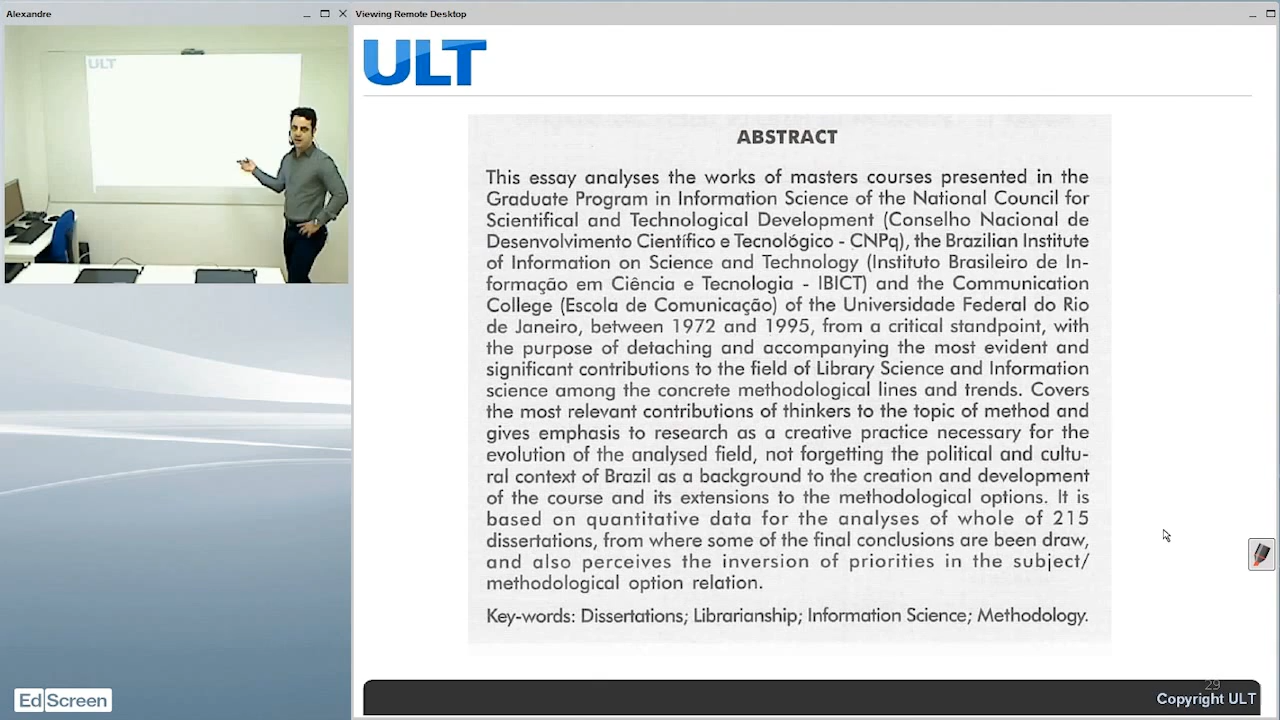 Alexandre
Viewing Remote Desktop
ULT
ULT
ABSTRACT
This essay analyses the works of masters courses presented in the
Graduate Program in Information Science of the National Council for
Scientifical and Technological Development (Conselho Nacional de
Desenvolvimento Científico e Tecnológico - CNPq), the Brazilian Institute
of Information on Science and Technology (Instituto Brasileiro de In-
formação em Ciência e Tecnologia - IBICT) and the Communication
College (Escola de Comunicação) of the Universidade Federal do Rio
de Janeiro, between 1972 and 1995, from a critical standpoint, with
the purpose of detaching and accompanying the most evident and
significant contributions to the field of Library Science and Information
science among the concrete methodological lines and trends. Covers
the most relevant contributions of thinkers to the topic of method and
gives emphasis to research as a creative practice necessary for the
evolution of the analysed field, not forgetting the political and cultu-
ral context of Brazil as a background to the creation and development
of the course and its extensions to the methodological options. It is
based on quantitative data for the analyses of whole of 215
dissertations, from where some of the final conclusions are been draw,
and also perceives the inversion of priorities in the subject/
methodological option relation.
Key-words: Dissertations; Librarianship; Information Science; Methodology.
29
Copyright ULT
Ed Screen